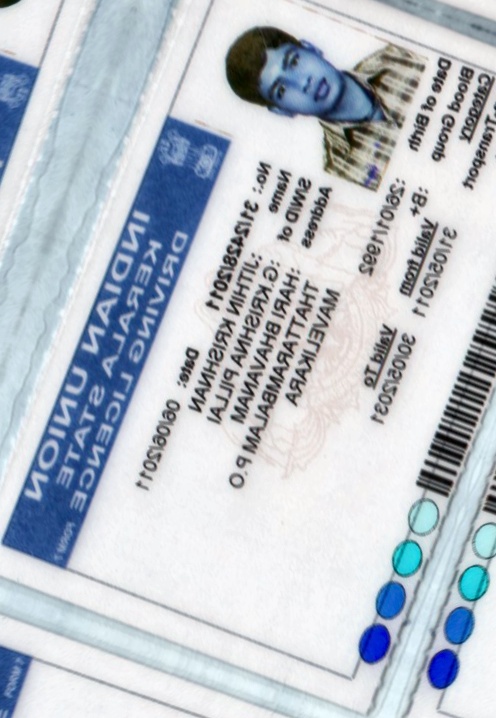 INDIAN UNION
KERALA STATE
DRIVING LICENCE
FORM 7
No.: 31/2428/2011 Date: 06/06/2011
Name :JITHIN KRISHNAN
S/W/D of :G KRISHNA PILLAI
Address :HARI BHAVANAM
THATTARAMBALAM P.O
MAVELIKARA
Date of Birth :26/01/1992
Blood Group :B+
Category Valid from Valid To
Transport 31/05/2011 30/05/2031
FORM 7